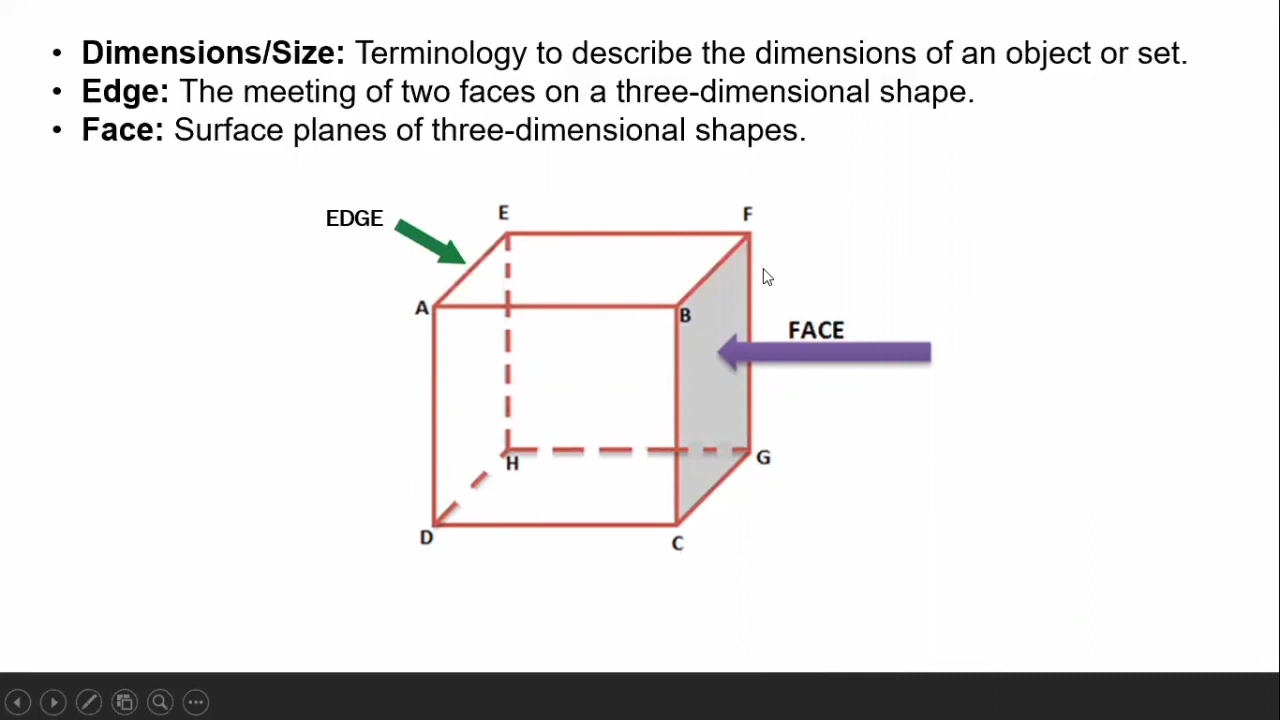 • Dimensions/Size: Terminology to describe the dimensions of an object or set.
• Edge: The meeting of two faces on a three-dimensional shape.
• Face: Surface planes of three-dimensional shapes.
EDGE
E
F
A
B
FACE
H
G
D
C